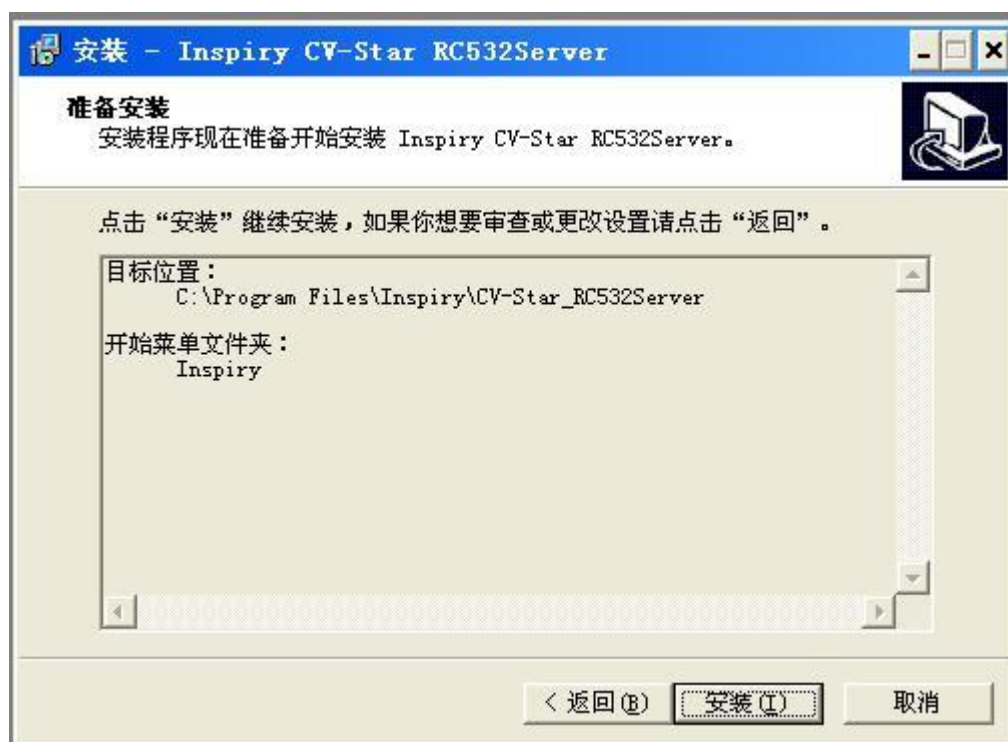 安装 - Inspiry CV-Star RC532Server
准备安装
安装程序现在准备开始安装 Inspiry CV-Star RC532Server。
点击“安装”继续安装，如果你想要审查或更改设置请点击“返回”。
目标位置：
C:\Program Files\Inspiry\CV-Star_RC532Server
开始菜单文件夹：
Inspiry
< 返回(B) 安装(I) 取消